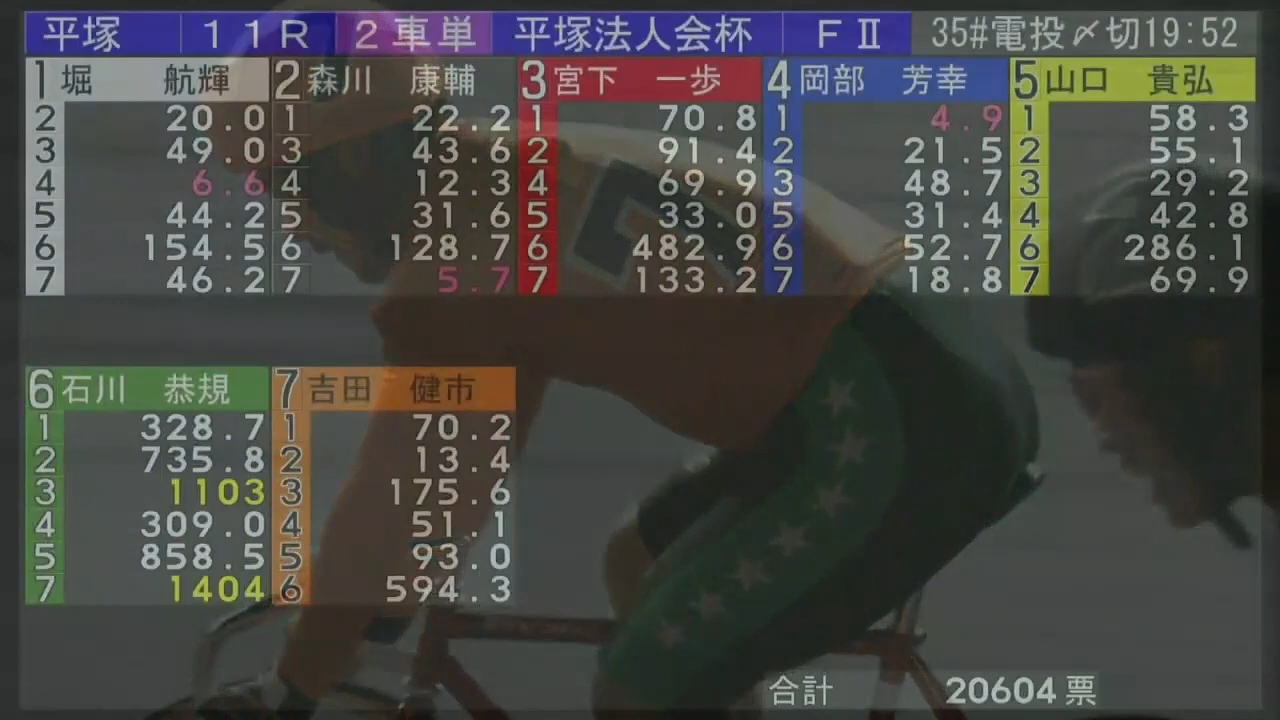 平塚 11R 2車単 平塚法人会杯 FⅡ 35#電投〆切19:52
1 堀 航輝 2 森川 康輔 3 宮下 一歩 4 岡部 芳幸 5 山口 貴弘
2 20.0 1 22.2 1 70.8 1 4.9 1 58.3
3 49.0 3 43.6 2 91.4 2 21.5 2 55.1
4 6.6 4 12.3 4 69.9 3 48.7 3 29.2
5 44.2 5 31.6 5 33.0 5 31.4 4 42.8
6 154.5 6 128.7 6 482.9 6 52.7 6 286.1
7 46.2 7 5.7 7 133.2 7 18.8 7 69.9
6 石川 恭規 7 吉田 健市
1 328.7 1 70.2
2 735.8 2 13.4
3 1103 3 175.6
4 309.0 4 51.1
5 858.5 5 93.0
7 1404 6 594.3
合計 20604票